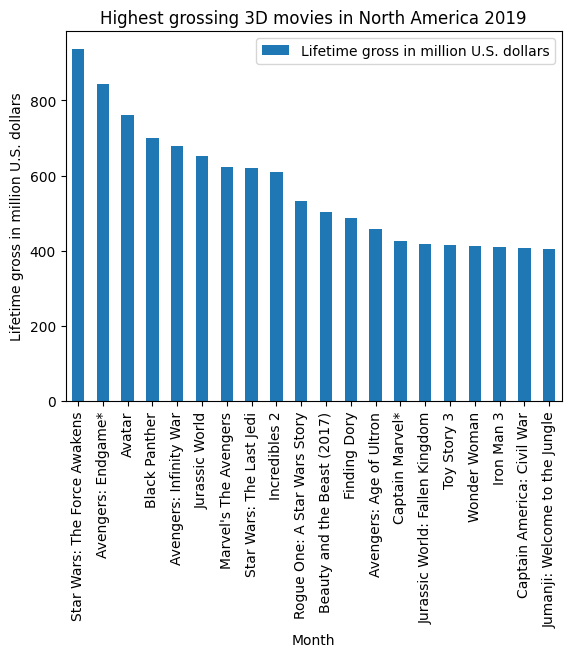 Highest grossing 3D movies in North America 2019
Lifetime gross in million U.S. dollars
Lifetime gross in million U.S. dollars
800
600
400
200
0
Star Wars: The Force Awakens
Avengers: Endgame*
Avatar
Black Panther
Avengers: Infinity War
Jurassic World
Marvel's The Avengers
Star Wars: The Last Jedi
Incredibles 2
Rogue One: A Star Wars Story
Beauty and the Beast (2017)
Finding Dory
Avengers: Age of Ultron
Captain Marvel*
Jurassic World: Fallen Kingdom
Toy Story 3
Wonder Woman
Iron Man 3
Captain America: Civil War
Jumanji: Welcome to the Jungle
Month